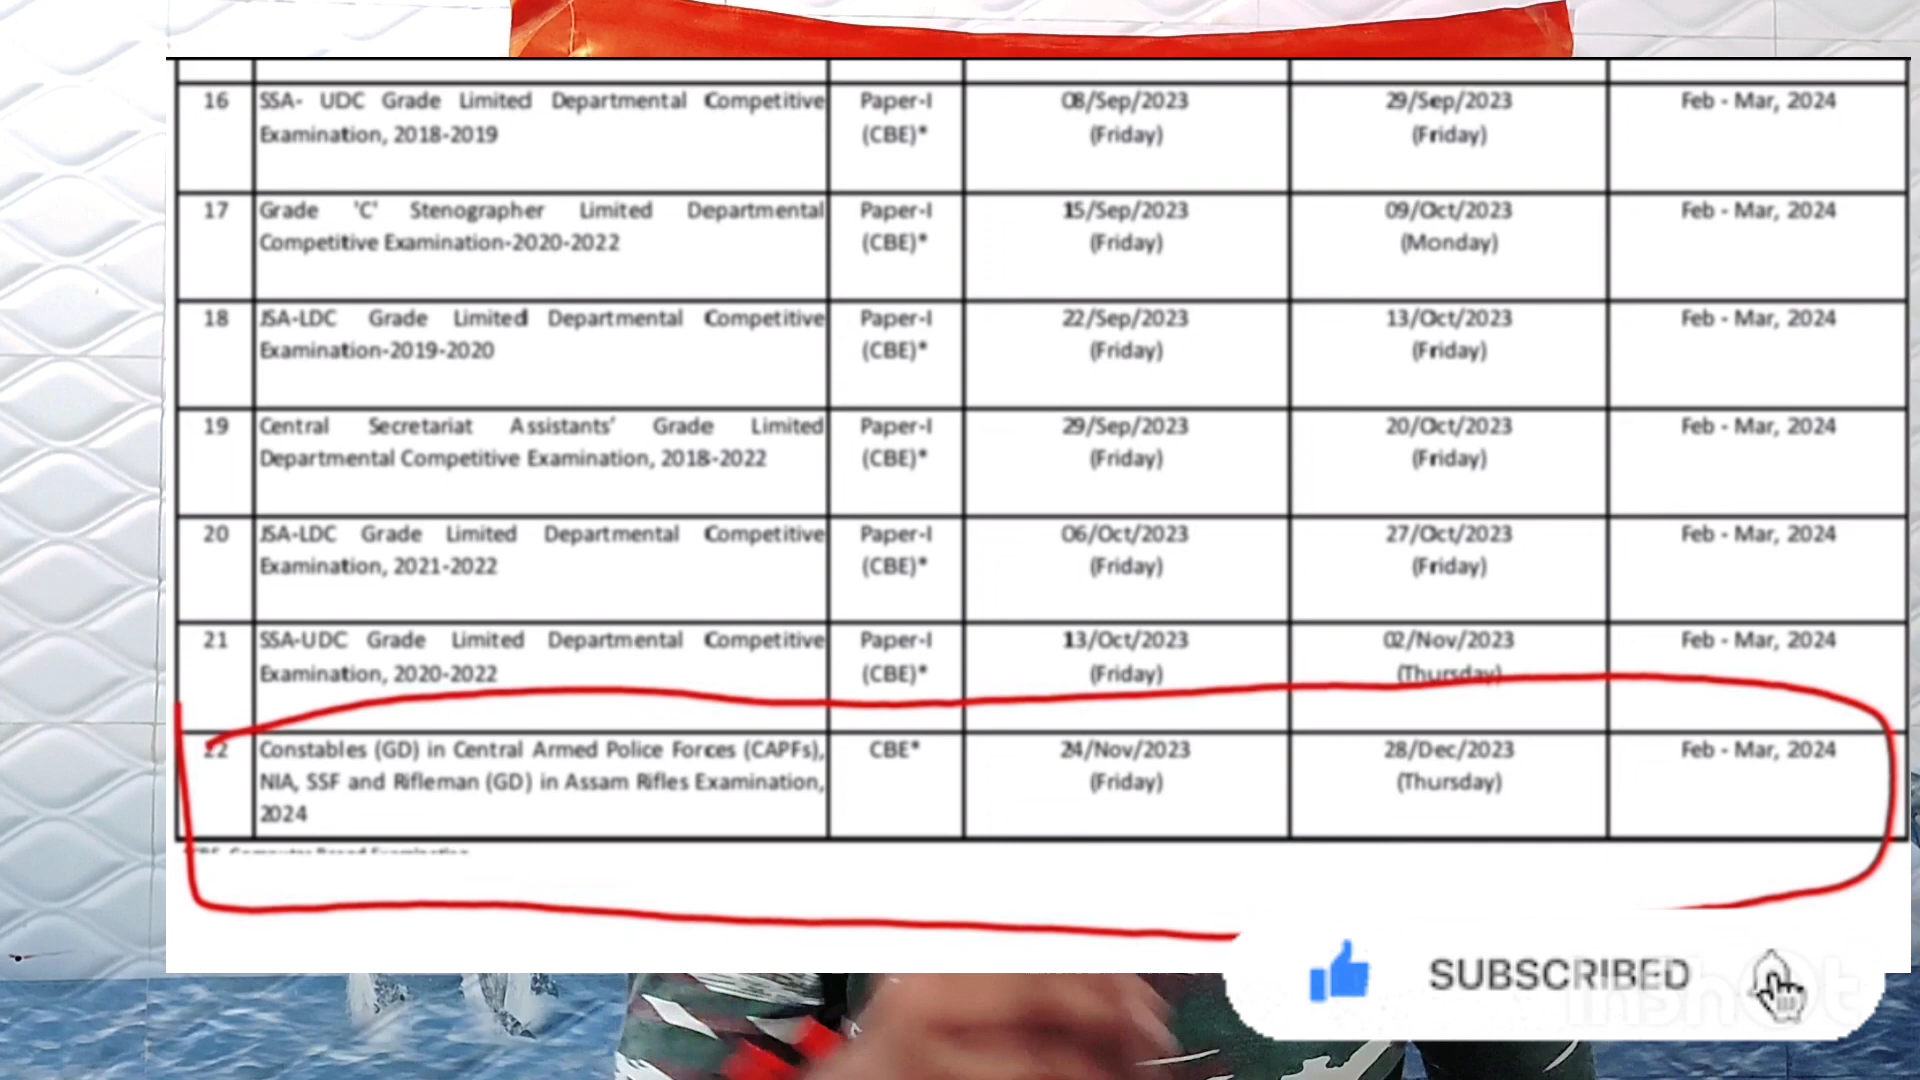 16 SSA- UDC Grade Limited Departmental Competitive Paper-I 08/Sep/2023 29/Sep/2023 Feb - Mar, 2024
Examination, 2018-2019 (CBE)* (Friday) (Friday)
17 Grade 'C' Stenographer Limited Departmental Paper-I 15/Sep/2023 09/Oct/2023 Feb - Mar, 2024
Competitive Examination-2020-2022 (CBE)* (Friday) (Monday)
18 JSA-LDC Grade Limited Departmental Competitive Paper-I 22/Sep/2023 13/Oct/2023 Feb - Mar, 2024
Examination-2019-2020 (CBE)* (Friday) (Friday)
19 Central Secretariat Assistants’ Grade Limited Paper-I 29/Sep/2023 20/Oct/2023 Feb - Mar, 2024
Departmental Competitive Examination, 2018-2022 (CBE)* (Friday) (Friday)
20 JSA-LDC Grade Limited Departmental Competitive Paper-I 06/Oct/2023 27/Oct/2023 Feb - Mar, 2024
Examination, 2021-2022 (CBE)* (Friday) (Friday)
21 SSA-UDC Grade Limited Departmental Competitive Paper-I 13/Oct/2023 02/Nov/2023 Feb - Mar, 2024
Examination, 2020-2022 (CBE)* (Friday) (Thursday)
22 Constables (GD) in Central Armed Police Forces (CAPFs), CBE* 24/Nov/2023 28/Dec/2023 Feb - Mar, 2024
NIA, SSF and Rifleman (GD) in Assam Rifles Examination, (Friday) (Thursday)
2024
SUBSCRIBED